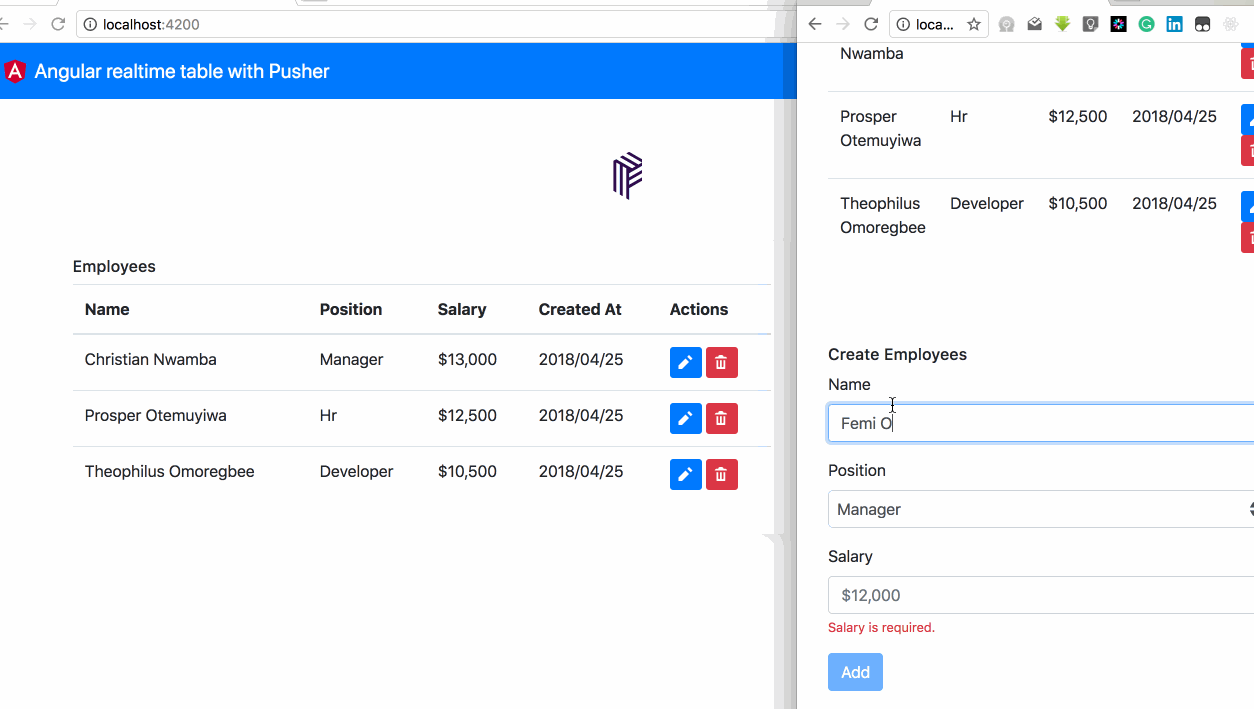 localhost:4200
Angular realtime table with Pusher
Employees
Name Position Salary Created At Actions
Christian Nwamba Manager $13,000 2018/04/25
Prosper Otemuyiwa Hr $12,500 2018/04/25
Theophilus Omoregbee Developer $10,500 2018/04/25
loca...
Nwamba
Prosper Hr $12,500 2018/04/25
Otemuyiwa
Theophilus Developer $10,500 2018/04/25
Omoregbee
Create Employees
Name
Femi O
Position
Manager
Salary
$12,000
Salary is required.
Add